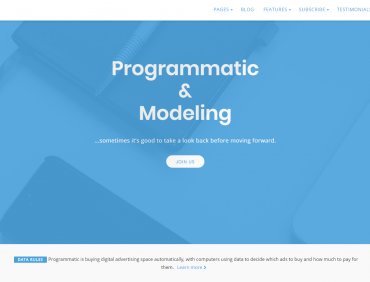 PAGES BLOG FEATURES SUBSCRIBE TESTIMONIALS
Programmatic
&
Modeling
...sometimes it's good to take a look back before moving forward.
JOIN US
DATA RULES Programmatic is buying digital advertising space automatically, with computers using data to decide which ads to buy and how much to pay for
them. Learn more